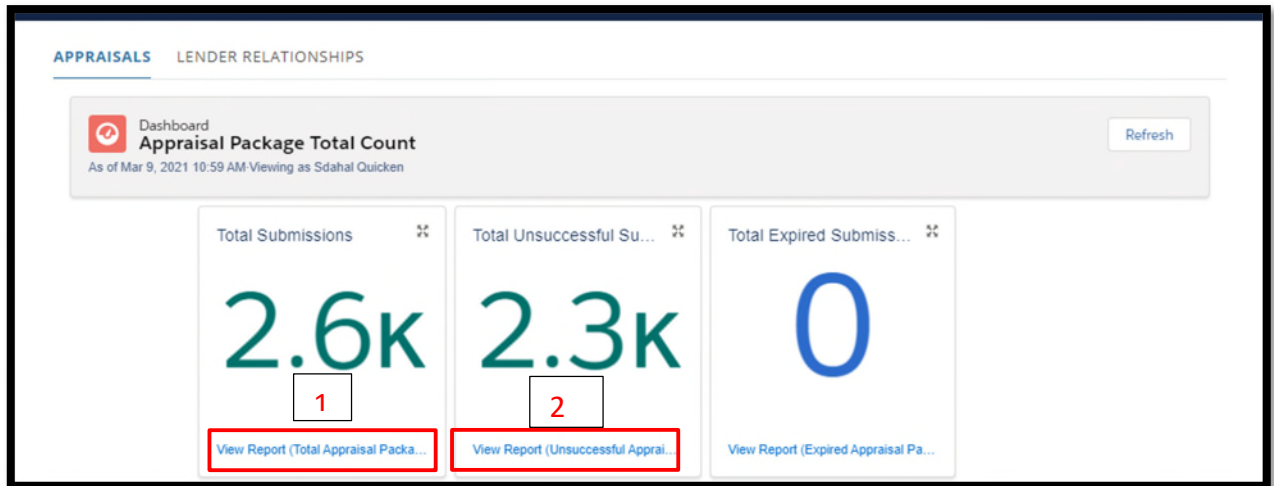 APPRAISALS LENDER RELATIONSHIPS
Dashboard
Appraisal Package Total Count
As of Mar 9, 2021 10:59 AM·Viewing as Sdahal Quicken
Refresh
Total Submissions
2.6K
1
View Report (Total Appraisal Packa...
Total Unsuccessful Su...
2.3K
2
View Report (Unsuccessful Apprai...
Total Expired Submiss...
0
View Report (Expired Appraisal Pa...